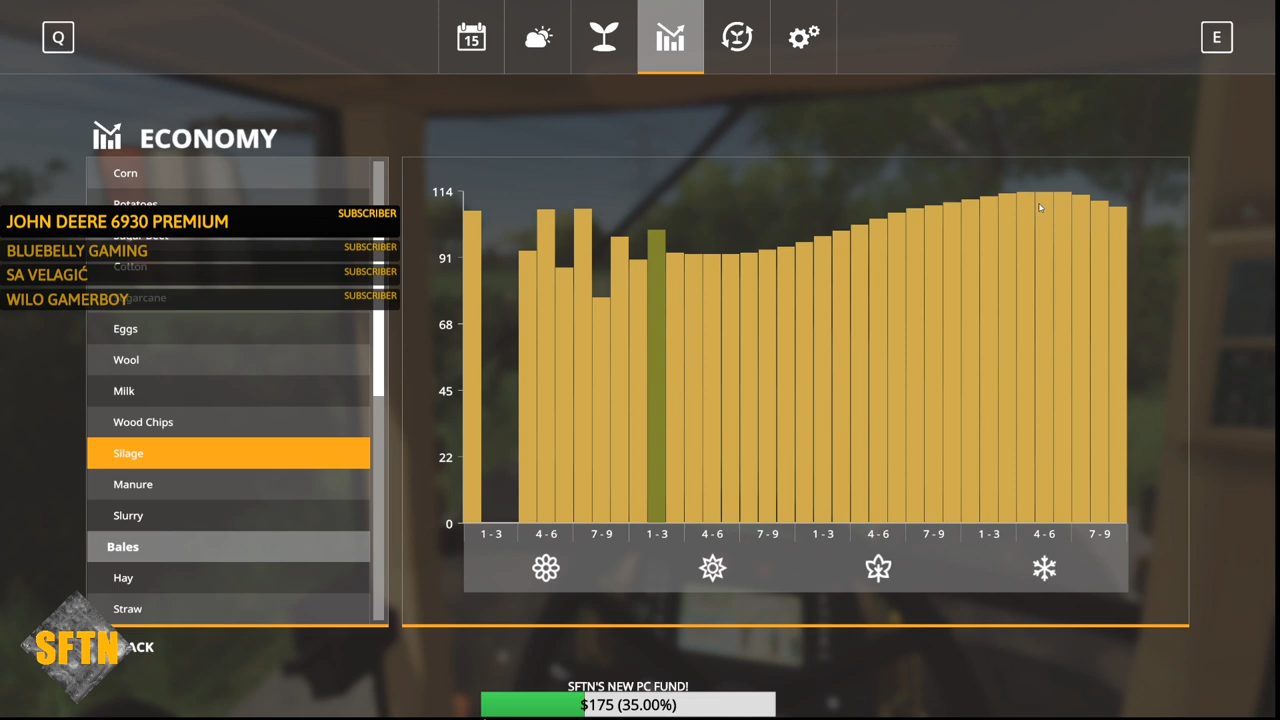 Q
15
E
ECONOMY
Corn
Potatoes
JOHN DEERE 6930 PREMIUM
SUBSCRIBER
BLUEBELLY GAMING
SUBSCRIBER
Cotton
SA VELAGIĆ
SUBSCRIBER
WILO GAMERBOY
SUBSCRIBER
Eggs
Wool
Milk
Wood Chips
Silage
Manure
Slurry
Bales
Hay
Straw
114
91
68
45
22
0
1 - 3
4 - 6
7 - 9
1 - 3
4 - 6
7 - 9
1 - 3
4 - 6
7 - 9
1 - 3
4 - 6
7 - 9
SFTN
SFTN'S NEW PC FUND!
$175 (35.00%)